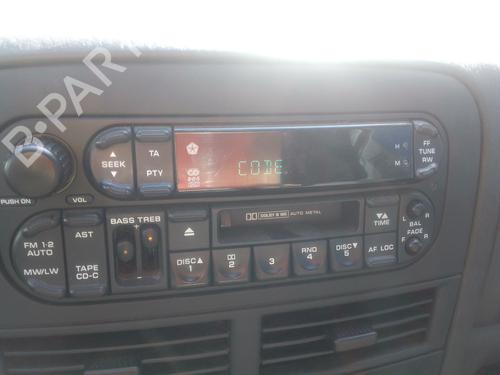 B-PARTS
SEEK
TA
PTY
CODE
H
M
FF
TUNE
RW
PUSH ON
VOL
FM 1·2
AUTO
MW/LW
AST
TAPE
CD-C
BASS TREB
DOLBY B NR
AUTO METAL
DISC
1
2
3
RND
4
DISC
5
TIME
AF LOC
L
R
BAL
FADE
F
R